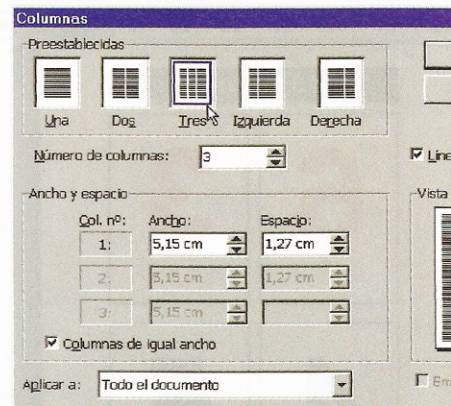 Columnas
Preestablecidas
Una Dos Tres Izquierda Derecha
Número de columnas: 3
Líne
Ancho y espacio
Vista
Col. nº: Ancho: Espacio:
1: 5,15 cm 1,27 cm
2: 5,15 cm 1,27 cm
3: 5,15 cm
Columnas de igual ancho
Aplicar a: Todo el documento
Em